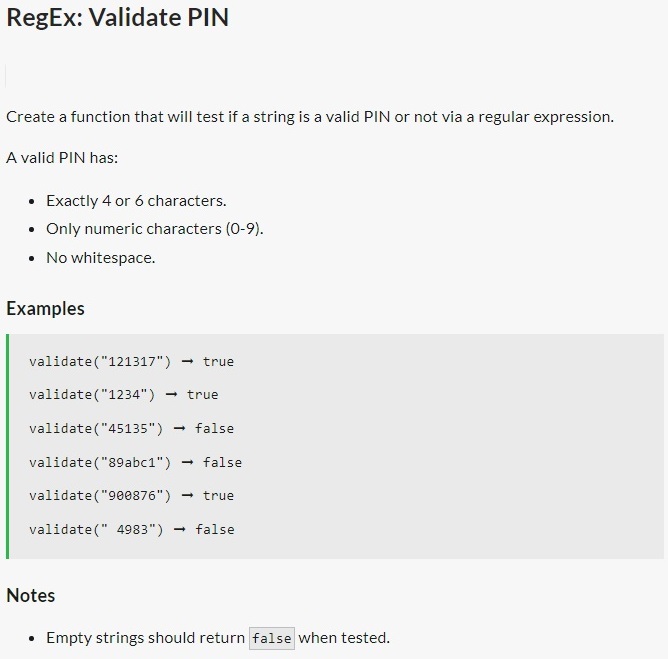 RegEx: Validate PIN
Create a function that will test if a string is a valid PIN or not via a regular expression.
A valid PIN has:
• Exactly 4 or 6 characters.
• Only numeric characters (0-9).
• No whitespace.
Examples
validate("121317") ➞ true
validate("1234") ➞ true
validate("45135") ➞ false
validate("89abc1") ➞ false
validate("900876") ➞ true
validate(" 4983") ➞ false
Notes
• Empty strings should return false when tested.